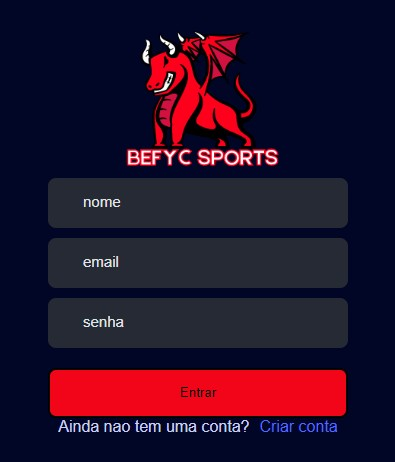 BEFYC SPORTS
nome
email
senha
Entrar
Ainda nao tem uma conta? Criar conta